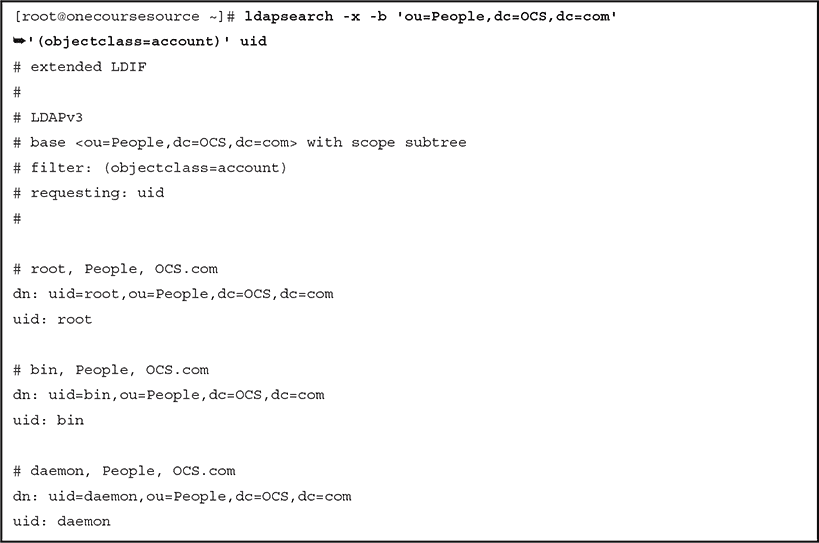 [root@onecoursesource ~]# ldapsearch -x -b 'ou=People,dc=OCS,dc=com'
➥'(objectclass=account)' uid
# extended LDIF
#
# LDAPv3
# base <ou=People,dc=OCS,dc=com> with scope subtree
# filter: (objectclass=account)
# requesting: uid
#
# root, People, OCS.com
dn: uid=root,ou=People,dc=OCS,dc=com
uid: root
# bin, People, OCS.com
dn: uid=bin,ou=People,dc=OCS,dc=com
uid: bin
# daemon, People, OCS.com
dn: uid=daemon,ou=People,dc=OCS,dc=com
uid: daemon